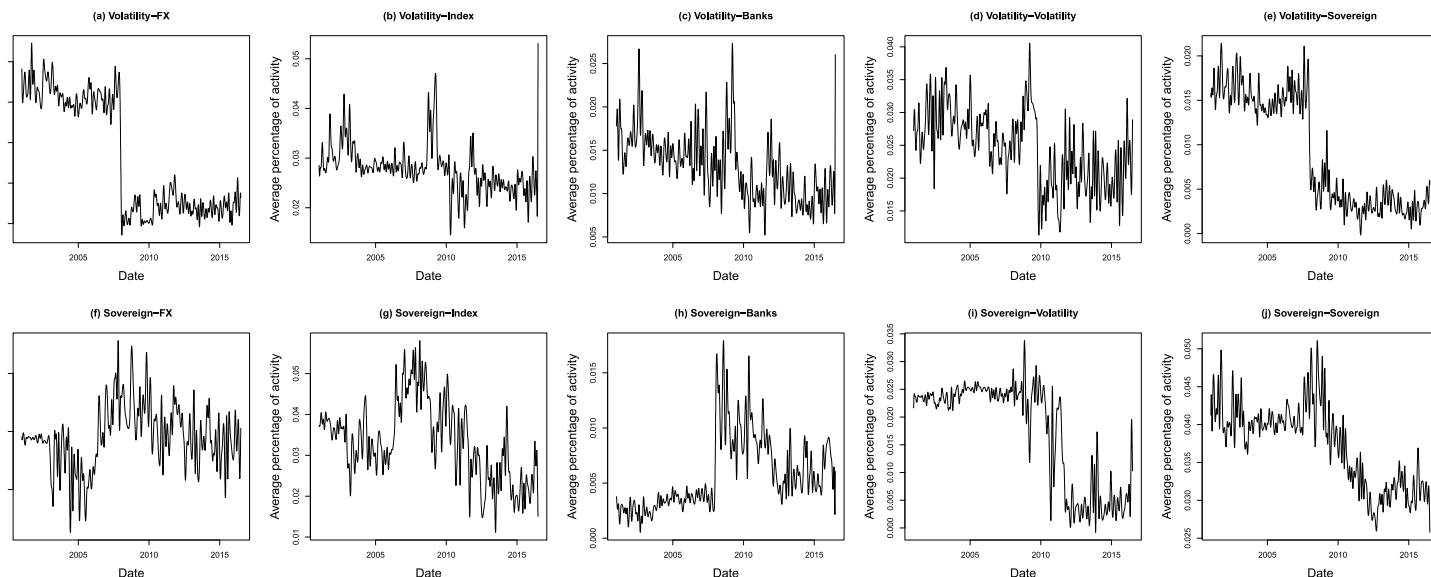 (a) Volatility−FX
(b) Volatility−Index
(c) Volatility−Banks
(d) Volatility−Volatility
(e) Volatility−Sovereign
2005 2010 2015
Date
Average percentage of activity
0.02 0.03 0.04 0.05
2005 2010 2015
Date
Average percentage of activity
0.005 0.010 0.015 0.020 0.025
2005 2010 2015
Date
Average percentage of activity
0.015 0.020 0.025 0.030 0.035 0.040
2005 2010 2015
Date
Average percentage of activity
0.000 0.005 0.010 0.015 0.020
2005 2010 2015
Date
(f) Sovereign−FX
(g) Sovereign−Index
(h) Sovereign−Banks
(i) Sovereign−Volatility
(j) Sovereign−Sovereign
2005 2010 2015
Date
Average percentage of activity
0.01 0.02 0.03 0.04 0.05
2005 2010 2015
Date
Average percentage of activity
0.000 0.005 0.010 0.015
2005 2010 2015
Date
Average percentage of activity
0.000 0.005 0.010 0.015 0.020 0.025 0.030 0.035
2005 2010 2015
Date
Average percentage of activity
0.025 0.030 0.035 0.040 0.045 0.050
2005 2010 2015
Date